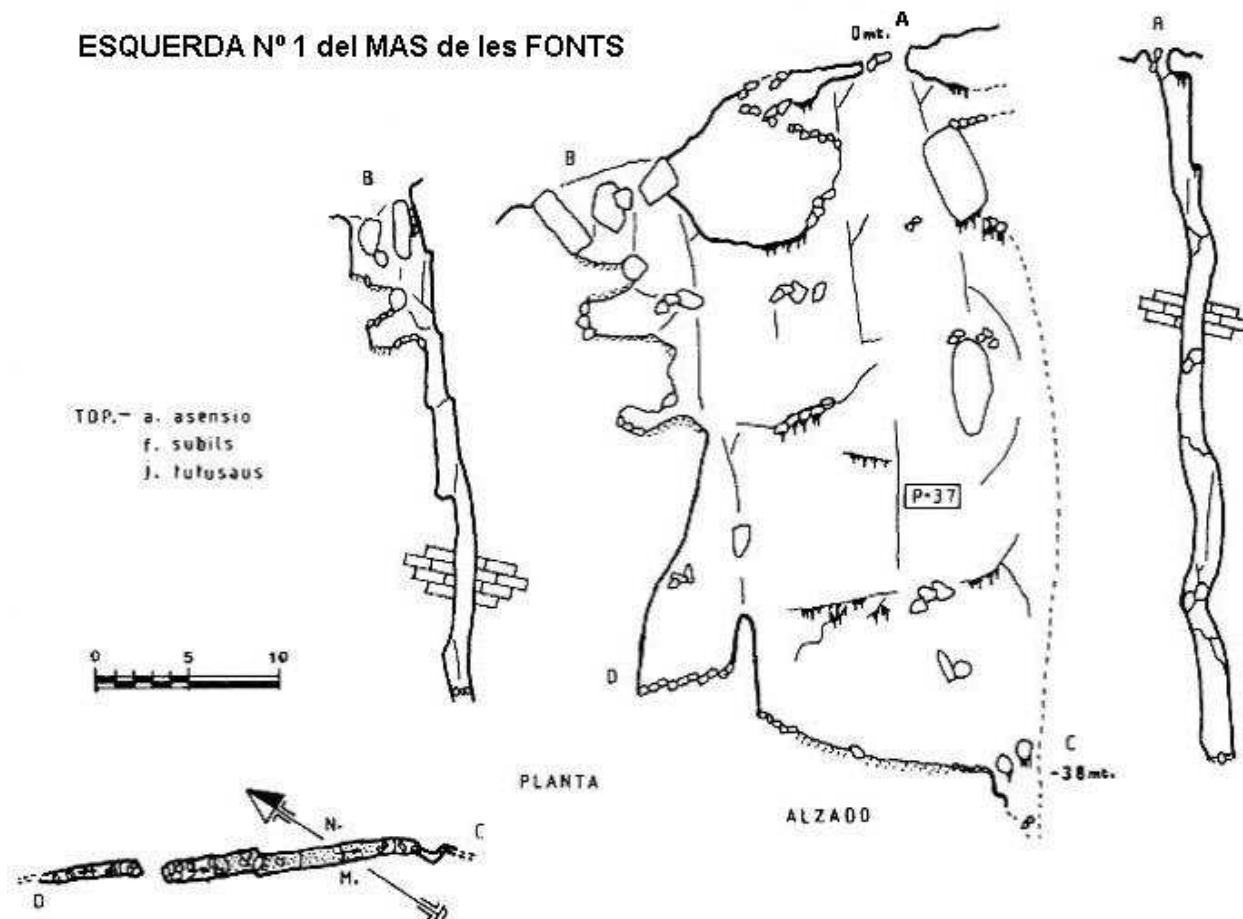 ESQUERDA Nº 1 del MAS de les FONTS
A
0mt.
A
B
B
TOP.- a. asensio
f. subils
j. tutusaus
P-37
0 5 10
D
C
-38mt.
PLANTA
ALZADO
N.
C
M.
D